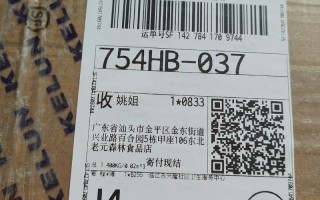 运单号SF 142 784 170 9744
754HB-037
收 姚姐 1*0833
广东省汕头市金平区金东街道
兴业路百合园5栋甲座106东北
老元森林食品店
寄付现结
KELUN